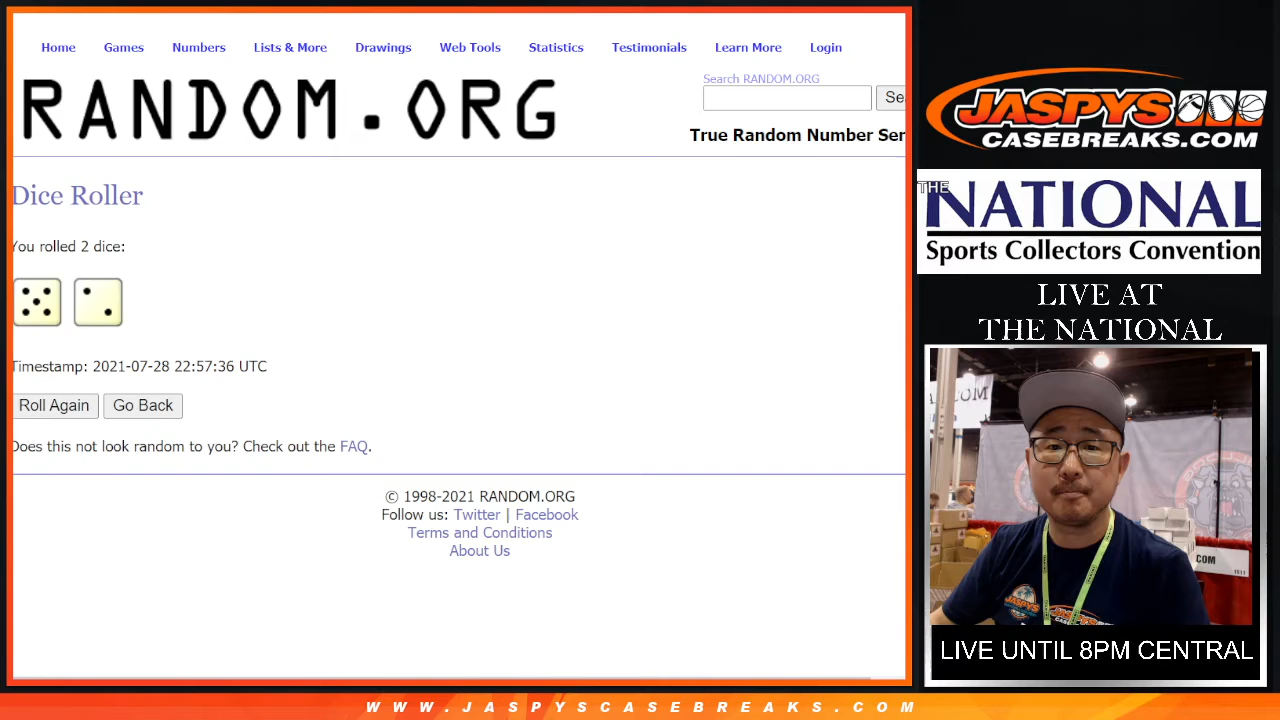 Home Games Numbers Lists & More Drawings Web Tools Statistics Testimonials Learn More Login
RANDOM.ORG
Search RANDOM.ORG
Sea
True Random Number Ser
Dice Roller
You rolled 2 dice:
Timestamp: 2021-07-28 22:57:36 UTC
Roll Again Go Back
Does this not look random to you? Check out the FAQ.
© 1998-2021 RANDOM.ORG
Follow us: Twitter | Facebook
Terms and Conditions
About Us
JASPYS
CASEBREAKS.COM
THE
NATIONAL
Sports Collectors Convention
LIVE AT
THE NATIONAL
.COM
JASPYS
JASPYS
LIVE UNTIL 8PM CENTRAL
WWW.JASPYSCASEBREAKS.COM